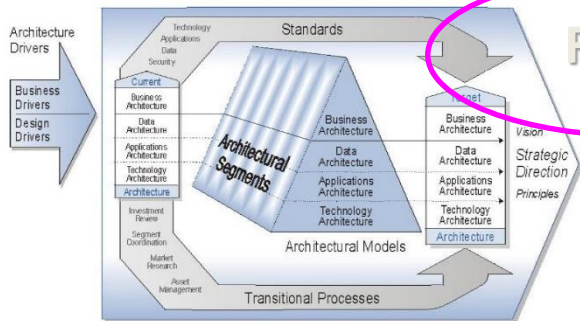 Architecture
Drivers
Business
Drivers
Design
Drivers
Technology
Applications
Data
Security
Standards
Current
Business
Architecture
Data
Architecture
Applications
Architecture
Technology
Architecture
Architecture
Investment
Review
Segment
Coordination
Market
Research
Asset
Management
Architectural
Segments
Business
Architecture
Data
Architecture
Applications
Architecture
Technology
Architecture
Architectural Models
Transitional Processes
Target
Business
Architecture
Data
Architecture
Applications
Architecture
Technology
Architecture
Architecture
Vision
Strategic
Direction
Principles